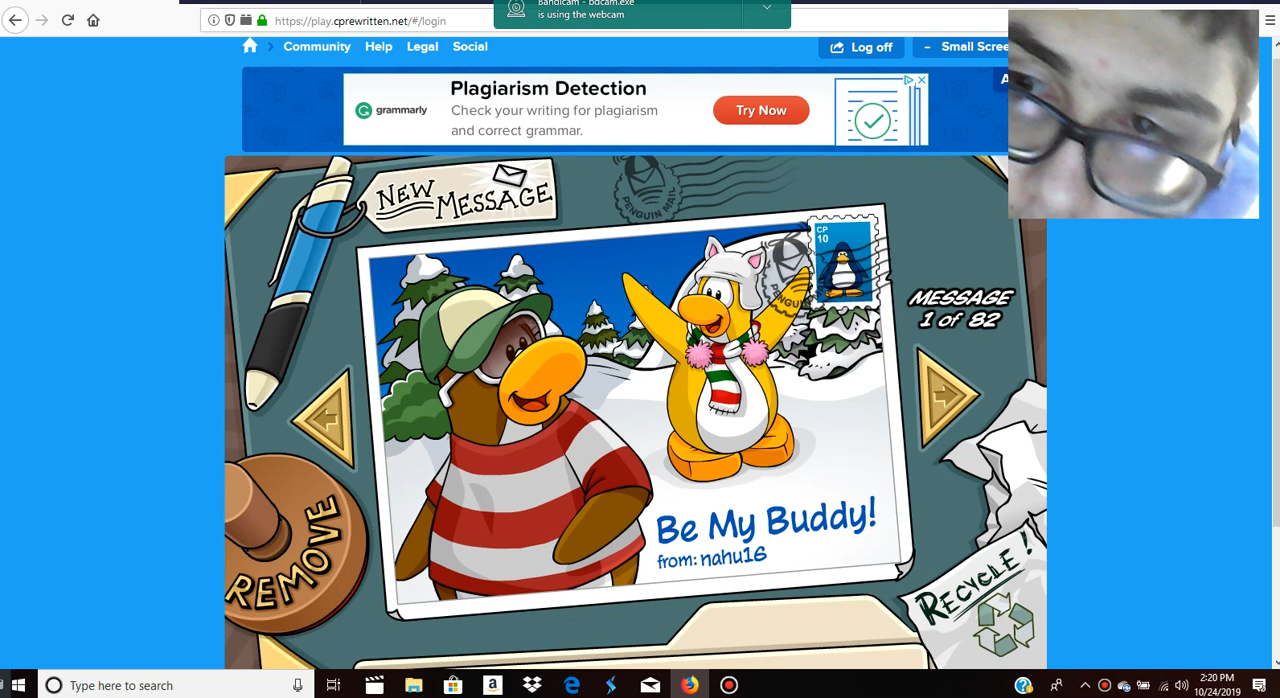 Bandicam - bdcam.exe
is using the webcam
https://play.cprewritten.net/#/login
Community Help Legal Social
Log off
- Small Scree
grammarly
Plagiarism Detection
Check your writing for plagiarism
and correct grammar.
Try Now
A
NEW MESSAGE
PENGUIN MAIL
CP
10
PENGUIN
MESSAGE
1 of 82
Be My Buddy!
from: nahu16
REMOVE
RECYCLE!
Type here to search
2:20 PM
10/24/2019